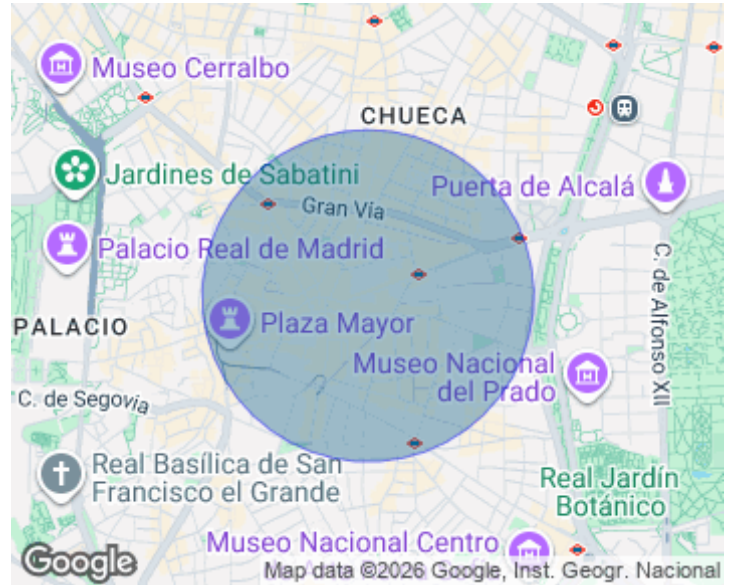 CHUECA
Museo Cerralbo
Jardines de Sabatini
Puerta de Alcalá
Gran Vía
Palacio Real de Madrid
C. de Alfonso XII
PALACIO
Plaza Mayor
Museo Nacional
del Prado
C. de Segovia
Real Basílica de San
Francisco el Grande
Real Jardín
Botánico
Museo Nacional Centro
Google
Map data ©2026 Google, Inst. Geogr. Nacional